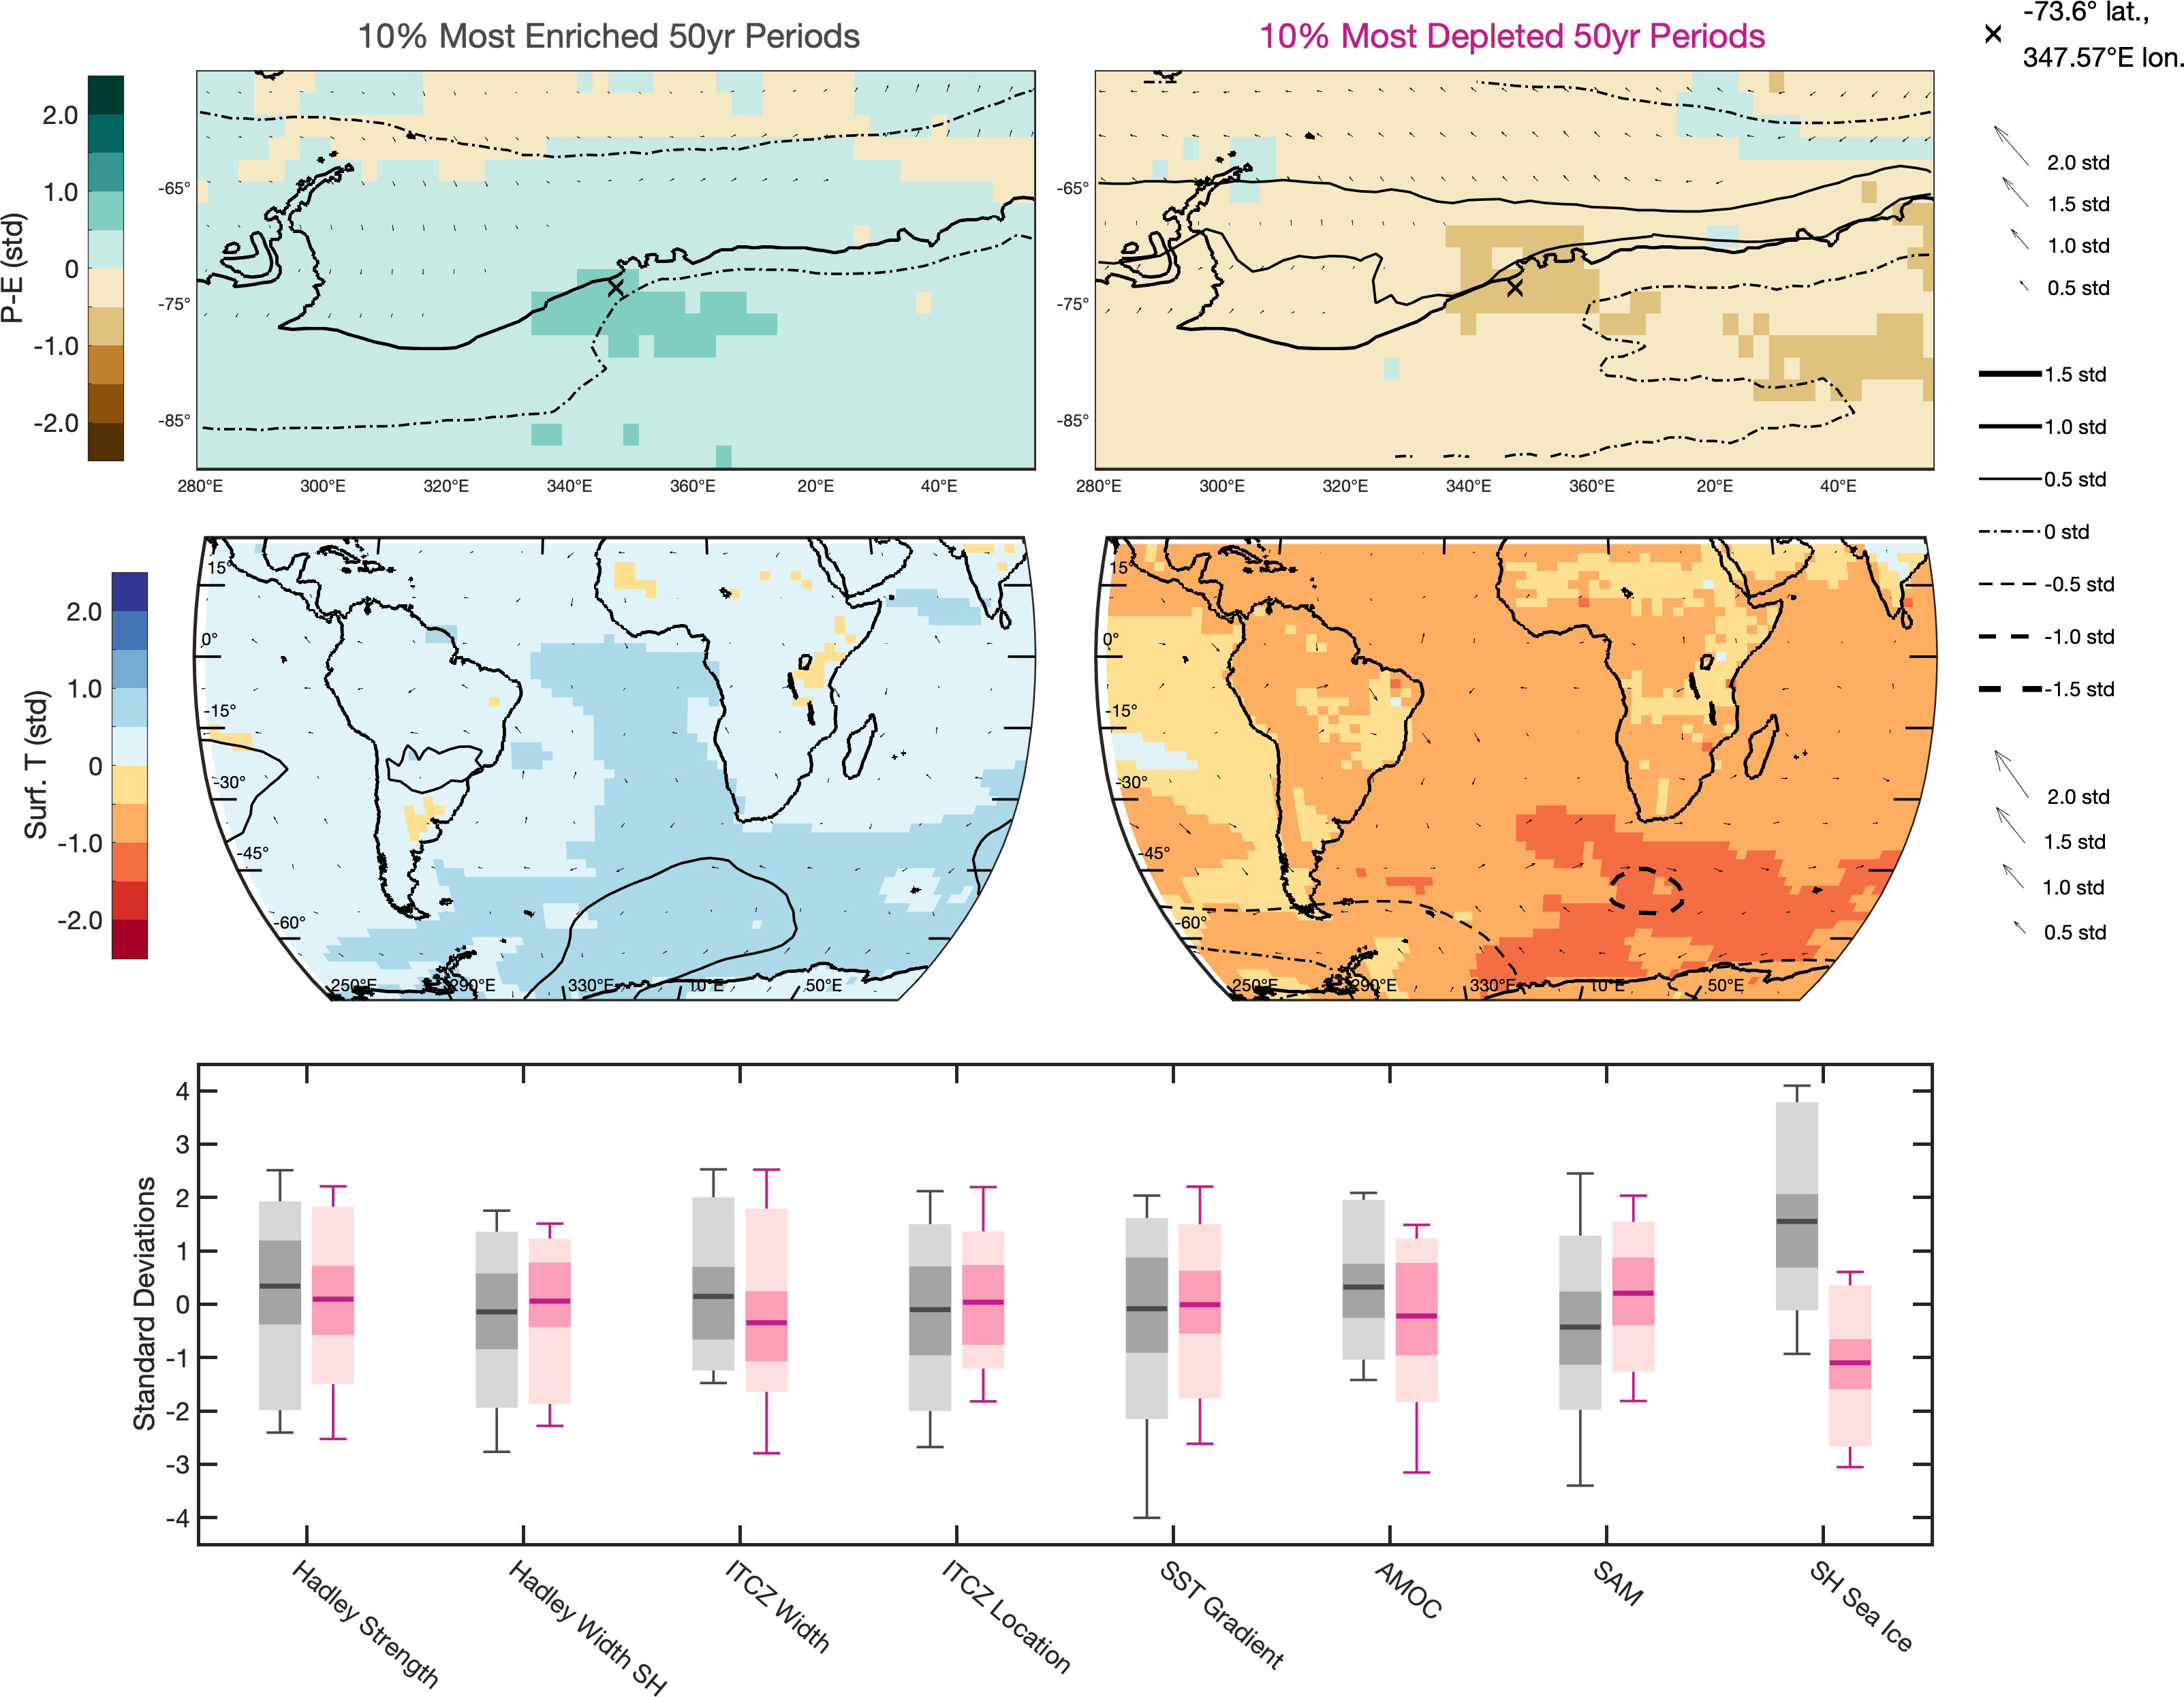 10% Most Enriched 50yr Periods
10% Most Depleted 50yr Periods
-73.6° lat.,
347.57°E lon.
P-E (std)
2.0
1.0
0
-1.0
-2.0
-65°
-75°
-85°
280°E 300°E 320°E 340°E 360°E 20°E 40°E
-65°
-75°
-85°
280°E 300°E 320°E 340°E 360°E 20°E 40°E
2.0 std
1.5 std
1.0 std
0.5 std
1.5 std
1.0 std
0.5 std
0 std
-0.5 std
-1.0 std
-1.5 std
Surf. T (std)
2.0
1.0
0
-1.0
-2.0
15°
0°
-15°
-30°
-45°
-60°
250°E 290°E 330°E 10°E 50°E
15°
0°
-15°
-30°
-45°
-60°
250°E 290°E 330°E 10°E 50°E
2.0 std
1.5 std
1.0 std
0.5 std
Standard Deviations
4
3
2
1
0
-1
-2
-3
-4
Hadley Strength
Hadley Width SH
ITCZ Width
ITCZ Location
SST Gradient
AMOC
SAM
SH Sea Ice